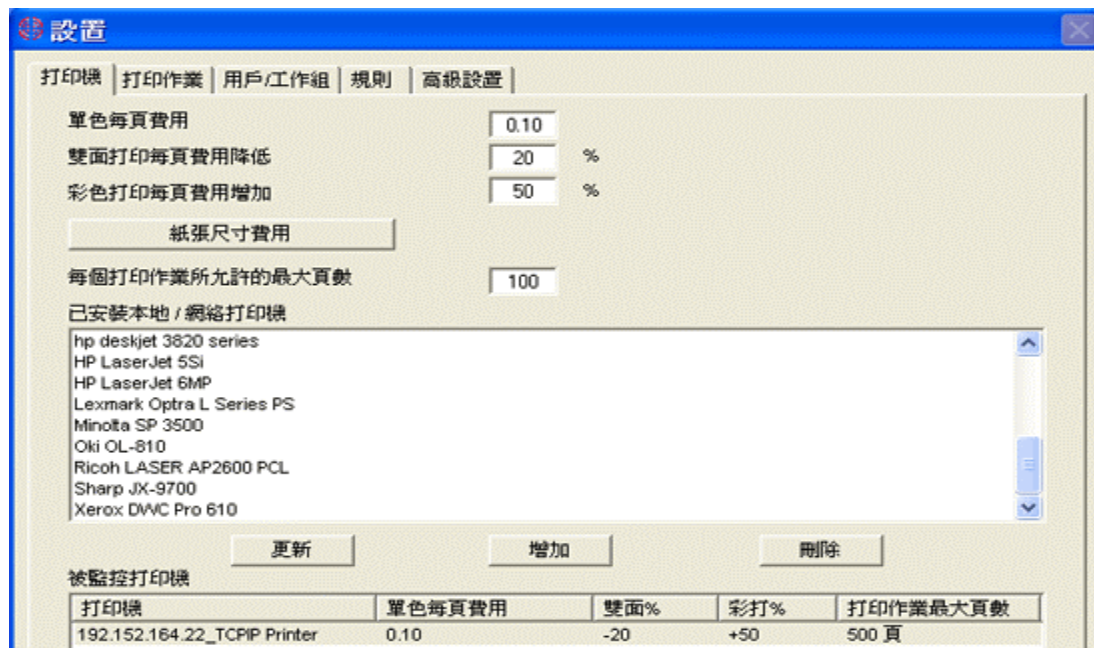 設置
打印機 打印作業 用戶/工作組 規則 高級設置
單色每頁費用 0.10
雙面打印每頁費用降低 20 %
彩色打印每頁費用增加 50 %
紙張尺寸費用
每個打印作業所允許的最大頁數 100
已安裝本地 / 網絡打印機
hp deskjet 3820 series
HP LaserJet 5Si
HP LaserJet 6MP
Lexmark Optra L Series PS
Minolta SP 3500
Oki OL-810
Ricoh LASER AP2600 PCL
Sharp JX-9700
Xerox DWC Pro 610
更新 增加 刪除
被監控打印機
打印機 單色每頁費用 雙面% 彩打% 打印作業最大頁數
192.152.164.22_TCPIP Printer 0.10 -20 +50 500 頁